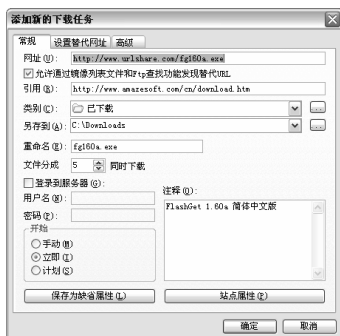 添加新的下载任务
常规 设置替代网址 高级
网址(U): http://www.urlshare.com/fg160a.exe
允许通过镜像列表文件和Ftp查找功能发现替代URL
引用(R): http://www.amazesoft.com/cn/download.htm
类别(C): 已下载 ...
另存到(A): C:\Downloads ...
重命名(E): fg160a.exe
文件分成 5 同时下载
登录到服务器(G):
注释(O):
用户名(N):
FlashGet 1.60a 简体中文版
密码(P):
开始
手动(M)
立即(I)
计划(S)
保存为缺省属性(L) 站点属性(P)
确定 取消